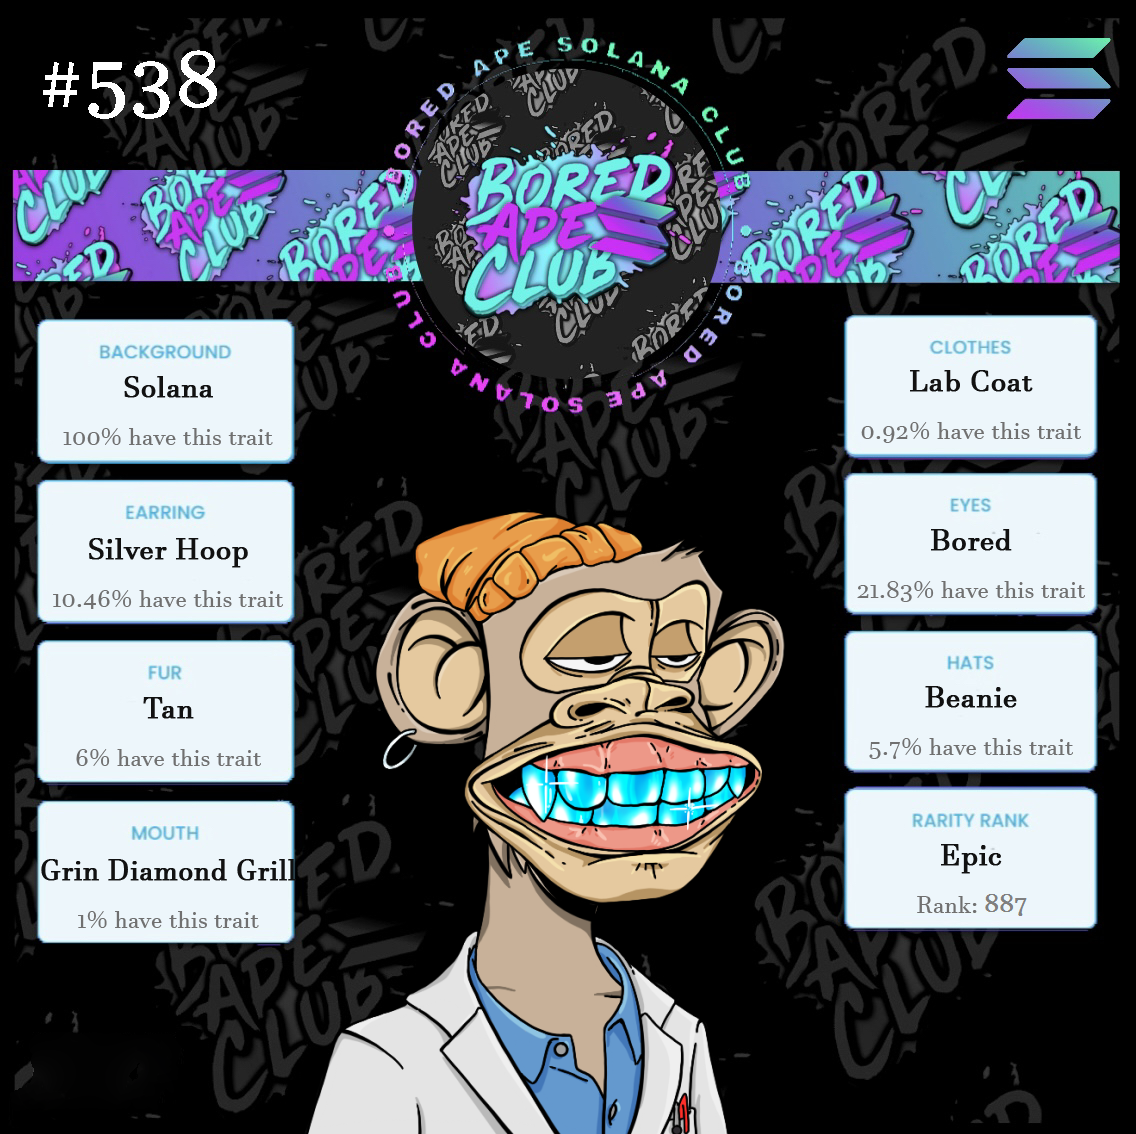 #538
BORED APE SOLANA CLUB
BORED APE SOLANA CLUB
BORED
APE
CLUB
BACKGROUND
Solana
100% have this trait
EARRING
Silver Hoop
10.46% have this trait
FUR
Tan
6% have this trait
MOUTH
Grin Diamond Grill
1% have this trait
CLOTHES
Lab Coat
0.92% have this trait
EYES
Bored
21.83% have this trait
HATS
Beanie
5.7% have this trait
RARITY RANK
Epic
Rank: 887